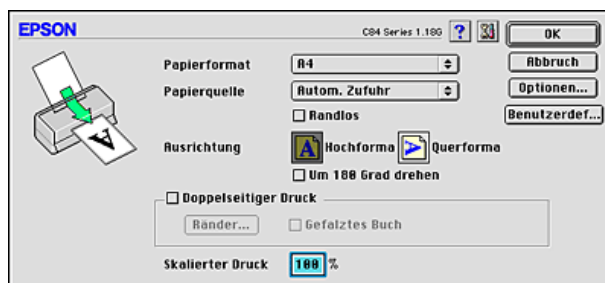 EPSON
C84 Series 1.18G ? OK
Papierformat A4 Abbruch
Papierquelle Autom. Zufuhr Optionen...
Randlos Benutzerdef...
Ausrichtung A Hochforma A Querforma
Um 180 Grad drehen
Doppelseitiger Druck
Ränder... Gefalztes Buch
Skalierter Druck 100 %
A